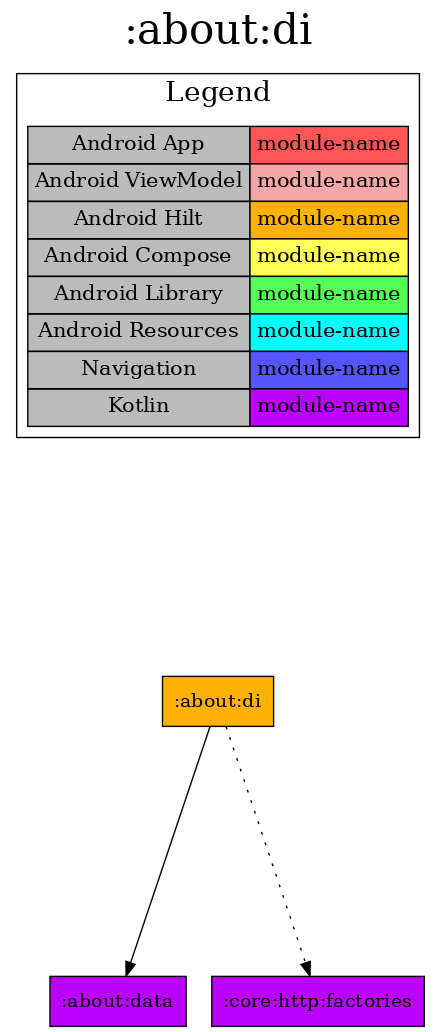 :about:di
Legend
Android App module-name
Android ViewModel module-name
Android Hilt module-name
Android Compose module-name
Android Library module-name
Android Resources module-name
Navigation module-name
Kotlin module-name
:about:di
:about:data :core:http:factories